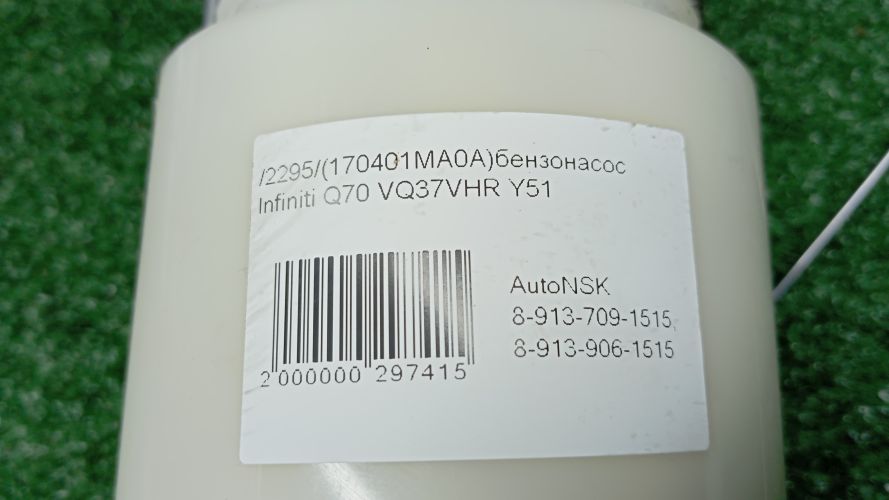 /2295/(170401MA0A)бензонасос
Infiniti Q70 VQ37VHR Y51
AutoNSK
8-913-709-1515,
8-913-906-1515
2 000000 297415